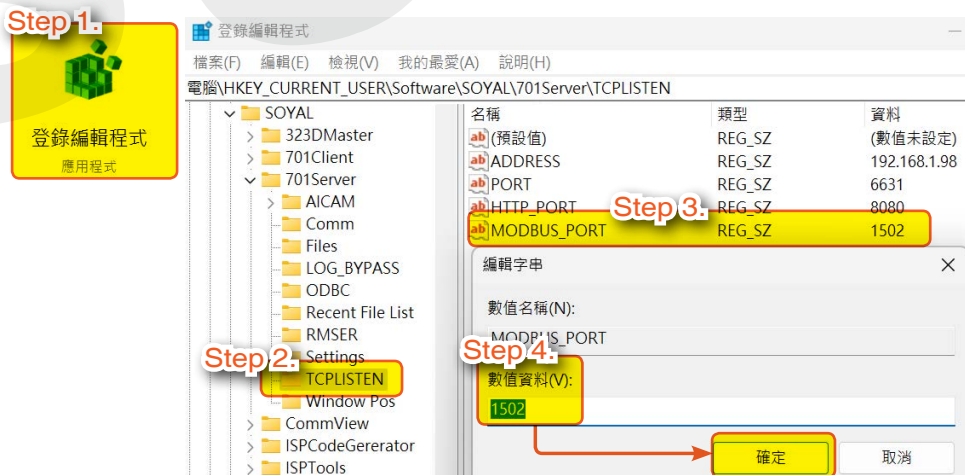 Step 1.
登錄編輯程式
應用程式
登錄編輯程式
檔案(F) 編輯(E) 檢視(V) 我的最愛(A) 說明(H)
電腦\HKEY_CURRENT_USER\Software\SOYAL\701Server\TCPLISTEN
SOYAL
323DMaster
701Client
701Server
AICAM
Comm
Files
LOG_BYPASS
ODBC
Recent File List
RMSER
Settings
Step 2.
TCPLISTEN
Window Pos
CommView
ISPCodeGererator
ISPTools
名稱 類型 資料
(預設值) REG_SZ (數值未設定)
ADDRESS REG_SZ 192.168.1.98
PORT REG_SZ 6631
HTTP_PORT REG_SZ 8080
Step 3.
MODBUS_PORT REG_SZ 1502
編輯字串
數值名稱(N):
MODBUS_PORT
Step 4.
數值資料(V):
1502
確定 取消